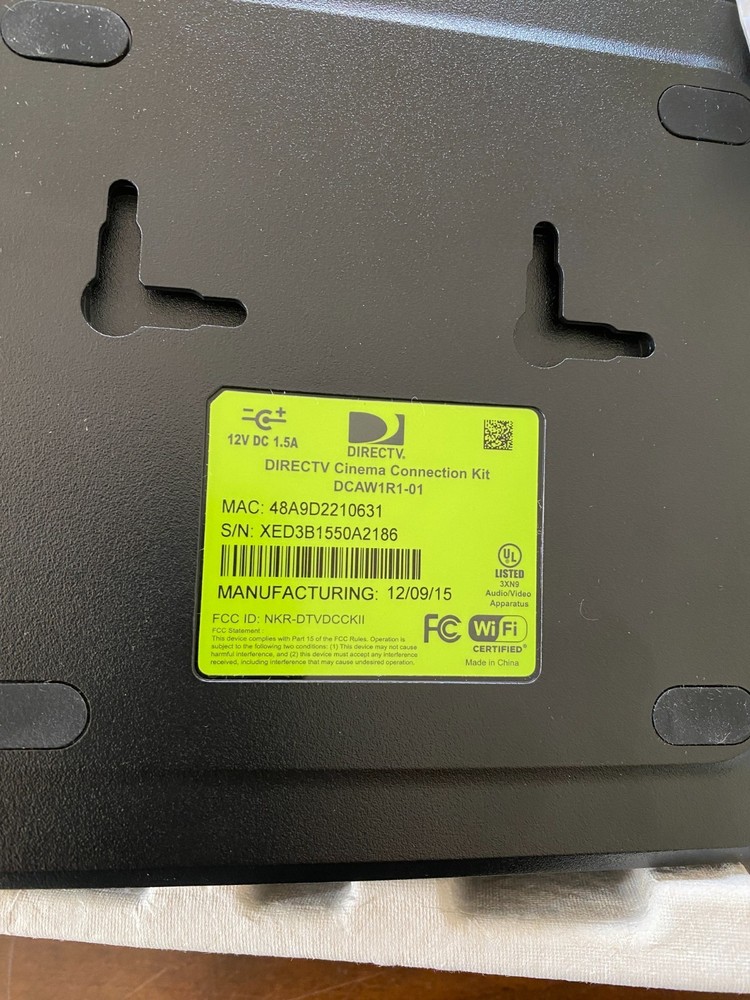 12V DC 1.5A
DIRECTV.
DIRECTV Cinema Connection Kit
DCAW1R1-01
MAC: 48A9D2210631
S/N: XED3B1550A2186
UL
LISTED
3XN9
Audio/Video
Apparatus
MANUFACTURING: 12/09/15
FCC ID: NKR-DTVDCCKII
FCC Statement :
This device complies with Part 15 of the FCC Rules. Operation is
subject to the following two conditions: (1) This device may not cause
harmful interference, and (2) this device must accept any interference
received, including interference that may cause undesired operation.
FC
Wi Fi
CERTIFIED®
Made in China